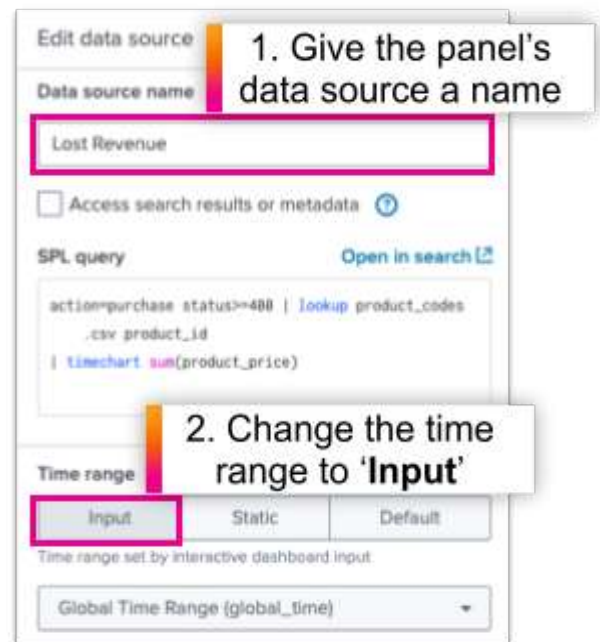 Edit data source
1. Give the panel's
data source a name
Data source name
Lost Revenue
Access search results or metadata
SPL query
Open in search
action=purchase status>=400 | lookup product_codes
.csv product_id
| timechart sum(product_price)
2. Change the time
range to ‘Input’
Time range
Input Static Default
Time range set by interactive dashboard input
Global Time Range (global_time)